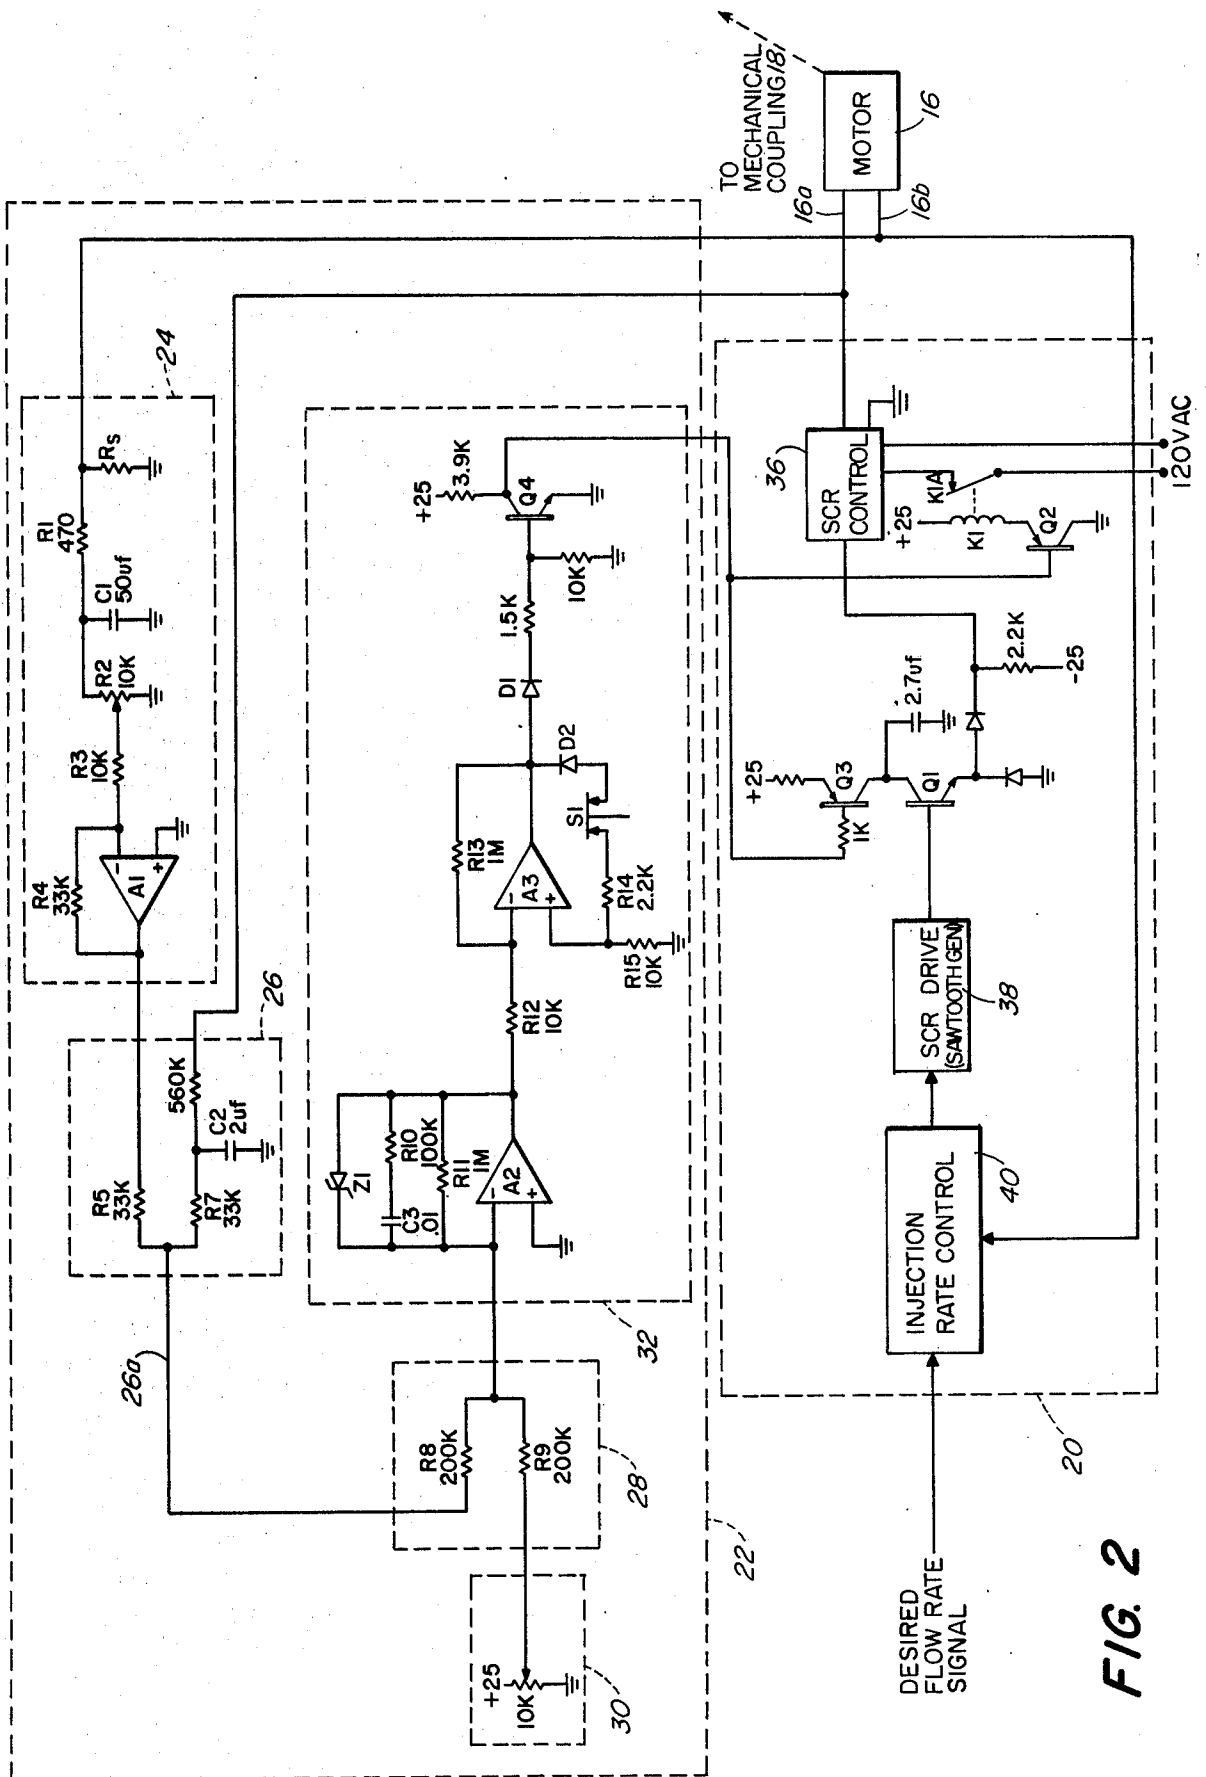 24
R1
470
Rs
C1
50uf
R2
10K
R3
10K
R4
33K
A1
-
+
26
560K
C2
2uf
R5
33K
R7
33K
26a
+25
3.9K
Q4
10K
1.5K
D1
D2
S1
R13
1M
A3
-
+
R14
2.2K
R15
10K
R12
10K
Z1
R10
100K
R11
1M
C3
.01
A2
-
+
32
R8
200K
R9
200K
28
+25
10K
30
22
TO
MECHANICAL
COUPLING 18
MOTOR
16
16a
16b
36
SCR
CONTROL
+25
K1
K1A
Q2
120VAC
+25
Q3
1K
2.7uf
Q1
2.2K
-25
SCR DRIVE
(SAWTOOTH GEN)
38
INJECTION
RATE CONTROL
40
20
DESIRED
FLOW RATE
SIGNAL
FIG. 2